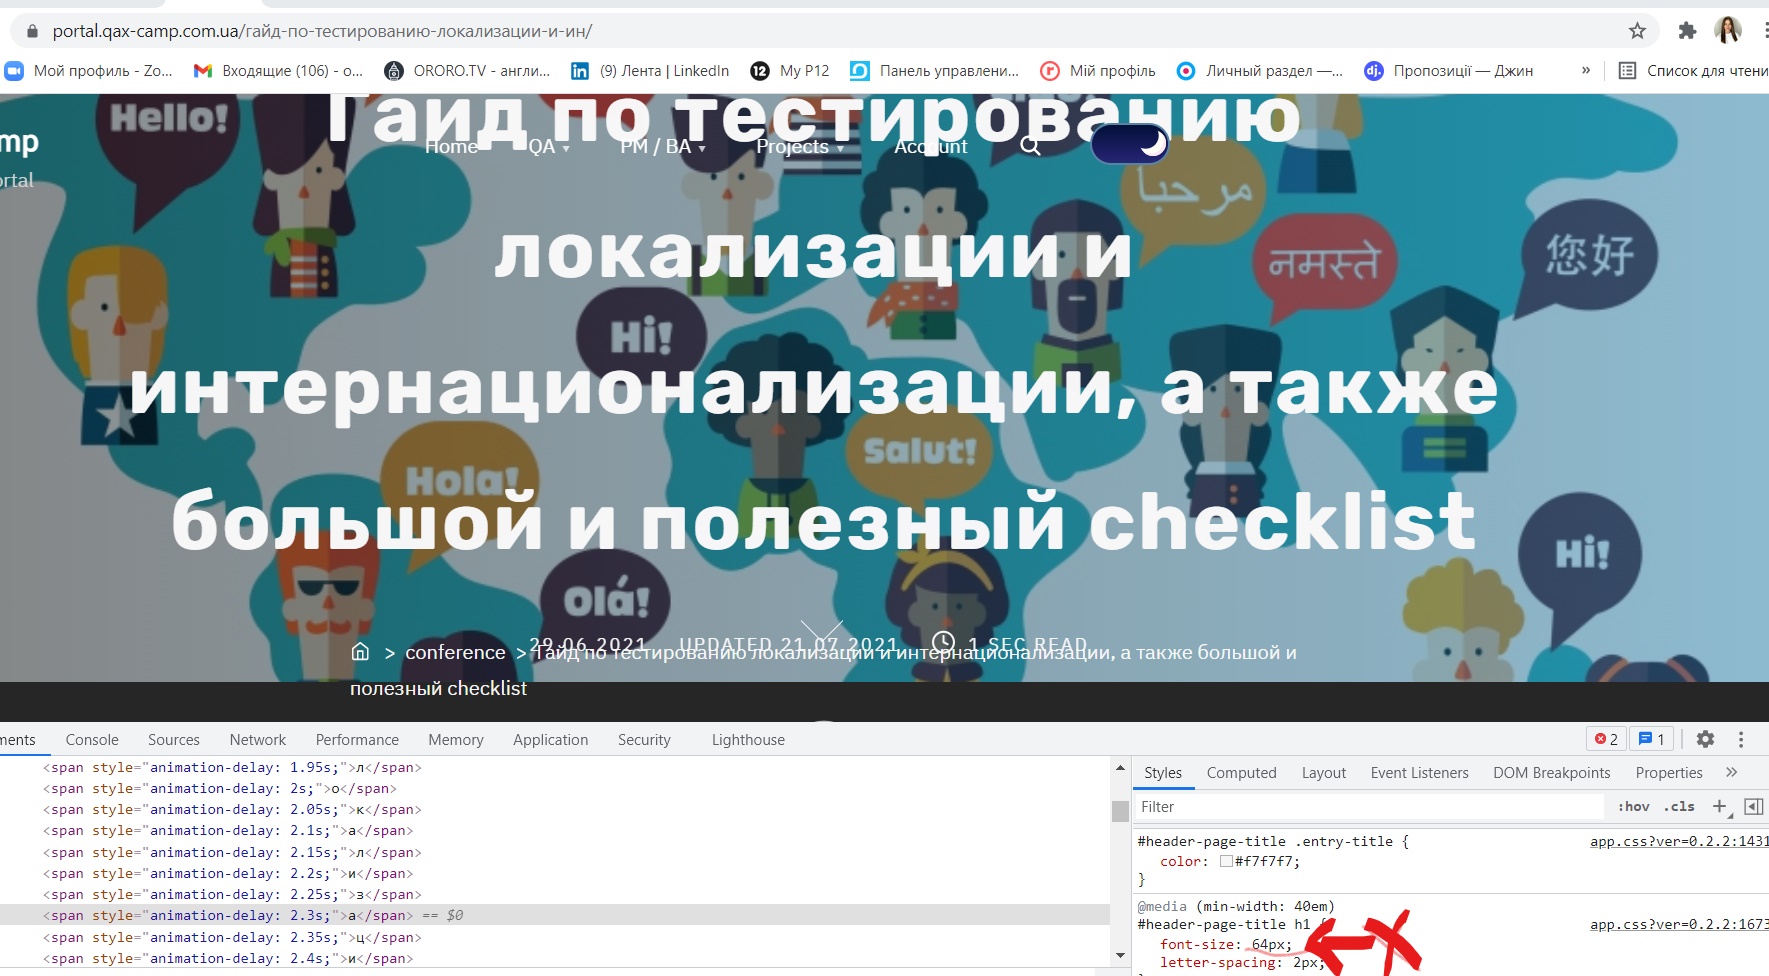 portal.qax-camp.com.ua/гайд-по-тестированию-локализации-и-ин/
Мой профиль - Zo...
Входящие (106) - о...
ORORO.TV - англи...
(9) Лента | LinkedIn
12
My P12
Панель управлени...
Мій профіль
Личный раздел —...
dj.
Пропозиції — Джин
»
Список для чтени
Hello!
Гайд по тестированию
mp
Home
QA
PM / BA
Projects
Account
ortal
مرحبا
локализации и
नमस्ते
您好
Hi!
интернационализации, а также
Salut!
Hola!
большой и полезный checklist
Hi!
Olá!
29.06.2021
UPDATED 21.07.2021
1 SEC READ
> conference > Гайд по тестированию локализации и интернационализации, а также большой и
полезный checklist
ments
Console
Sources
Network
Performance
Memory
Application
Security
Lighthouse
2
1
<span style="animation-delay: 1.95s;">л</span>
<span style="animation-delay: 2s;">о</span>
<span style="animation-delay: 2.05s;">к</span>
<span style="animation-delay: 2.1s;">а</span>
<span style="animation-delay: 2.15s;">л</span>
<span style="animation-delay: 2.2s;">и</span>
<span style="animation-delay: 2.25s;">з</span>
<span style="animation-delay: 2.3s;">а</span> == $0
<span style="animation-delay: 2.35s;">ц</span>
<span style="animation-delay: 2.4s;">и</span>
Styles
Computed
Layout
Event Listeners
DOM Breakpoints
Properties
»
Filter
:hov .cls +
#header-page-title .entry-title {
app.css?ver=0.2.2:1431
color: #f7f7f7;
}
@media (min-width: 40em)
#header-page-title h1 {
app.css?ver=0.2.2:1673
font-size: 64px;
letter-spacing: 2px;